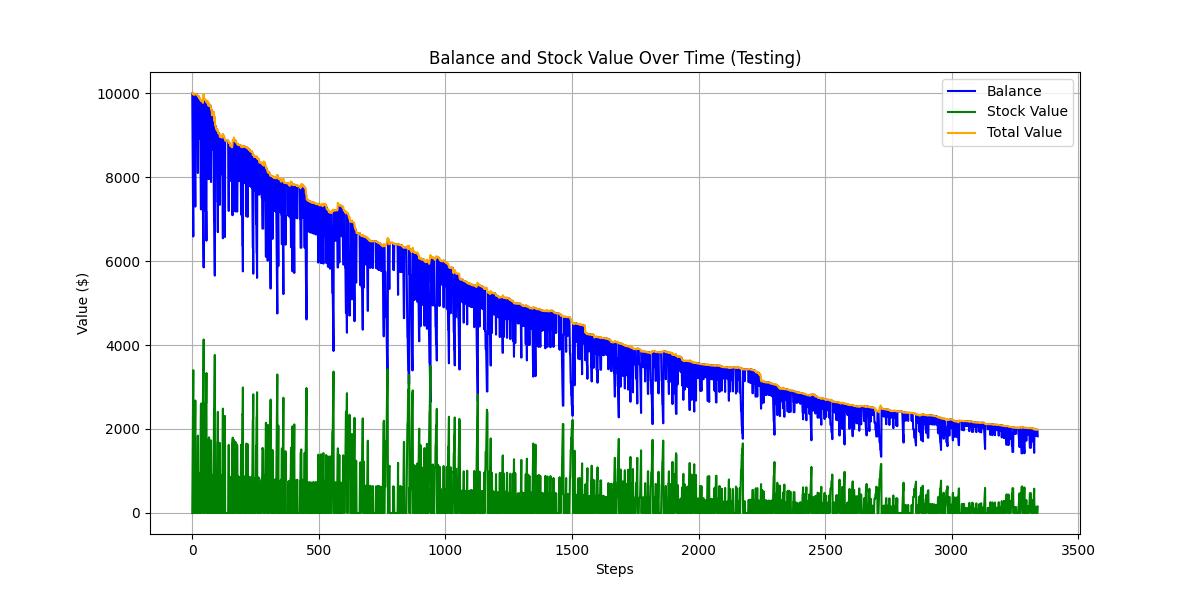 Balance and Stock Value Over Time (Testing)
Balance
Stock Value
Total Value
Value ($)
10000
8000
6000
4000
2000
0
0 500 1000 1500 2000 2500 3000 3500
Steps